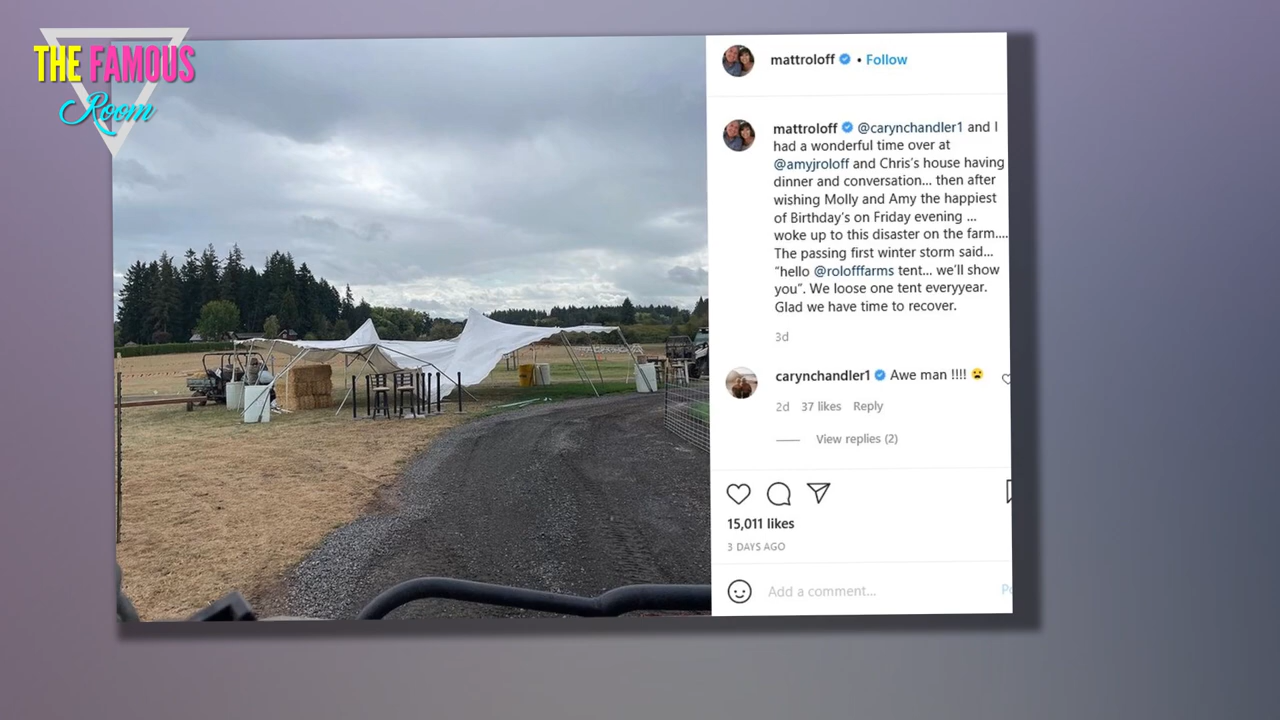 THE FAMOUS
Room
mattroloff • Follow
mattroloff @carynchandler1 and I
had a wonderful time over at
@amyjroloff and Chris's house having
dinner and conversation... then after
wishing Molly and Amy the happiest
of Birthday's on Friday evening ...
woke up to this disaster on the farm....
The passing first winter storm said...
"hello @rolofffarms tent... we'll show
you". We loose one tent everyyear.
Glad we have time to recover.
3d
carynchandler1 Awe man !!!! 😫
2d 37 likes Reply
View replies (2)
15,011 likes
3 DAYS AGO
Add a comment...